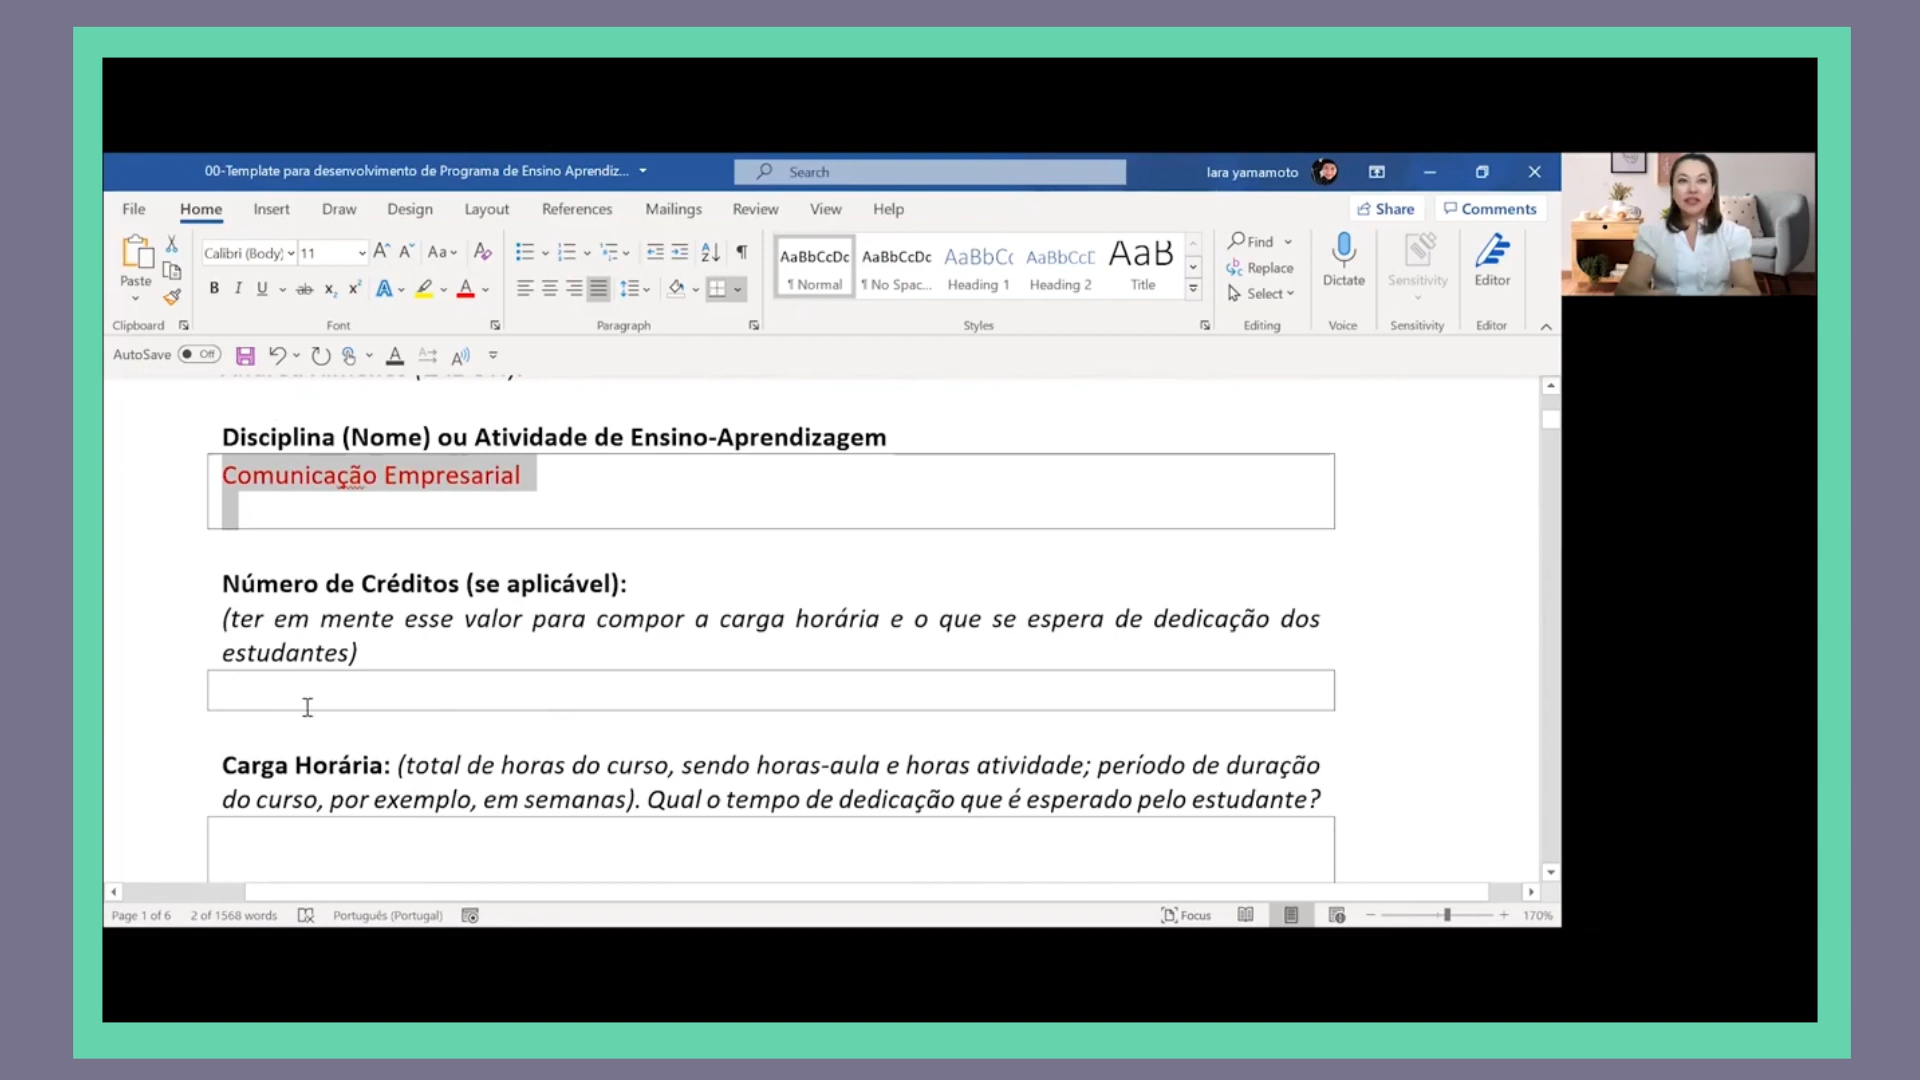 00-Template para desenvolvimento de Programa de Ensino Aprendiz...
Search
lara yamamoto
File Home Insert Draw Design Layout References Mailings Review View Help
Share Comments
Paste
Calibri (Body) 11
AaBbCcDc AaBbCcDc AaBbCc AaBbCcC AaB
¶ Normal ¶ No Spac... Heading 1 Heading 2 Title
Find
Replace
Select
Dictate
Sensitivity
Editor
Clipboard Font Paragraph Styles Editing Voice Sensitivity Editor
AutoSave Off
Disciplina (Nome) ou Atividade de Ensino-Aprendizagem
Comunicação Empresarial
Número de Créditos (se aplicável):
(ter em mente esse valor para compor a carga horária e o que se espera de dedicação dos
estudantes)
Carga Horária: (total de horas do curso, sendo horas-aula e horas atividade; período de duração
do curso, por exemplo, em semanas). Qual o tempo de dedicação que é esperado pelo estudante?
Page 1 of 6 2 of 1568 words Português (Portugal) Focus 170%